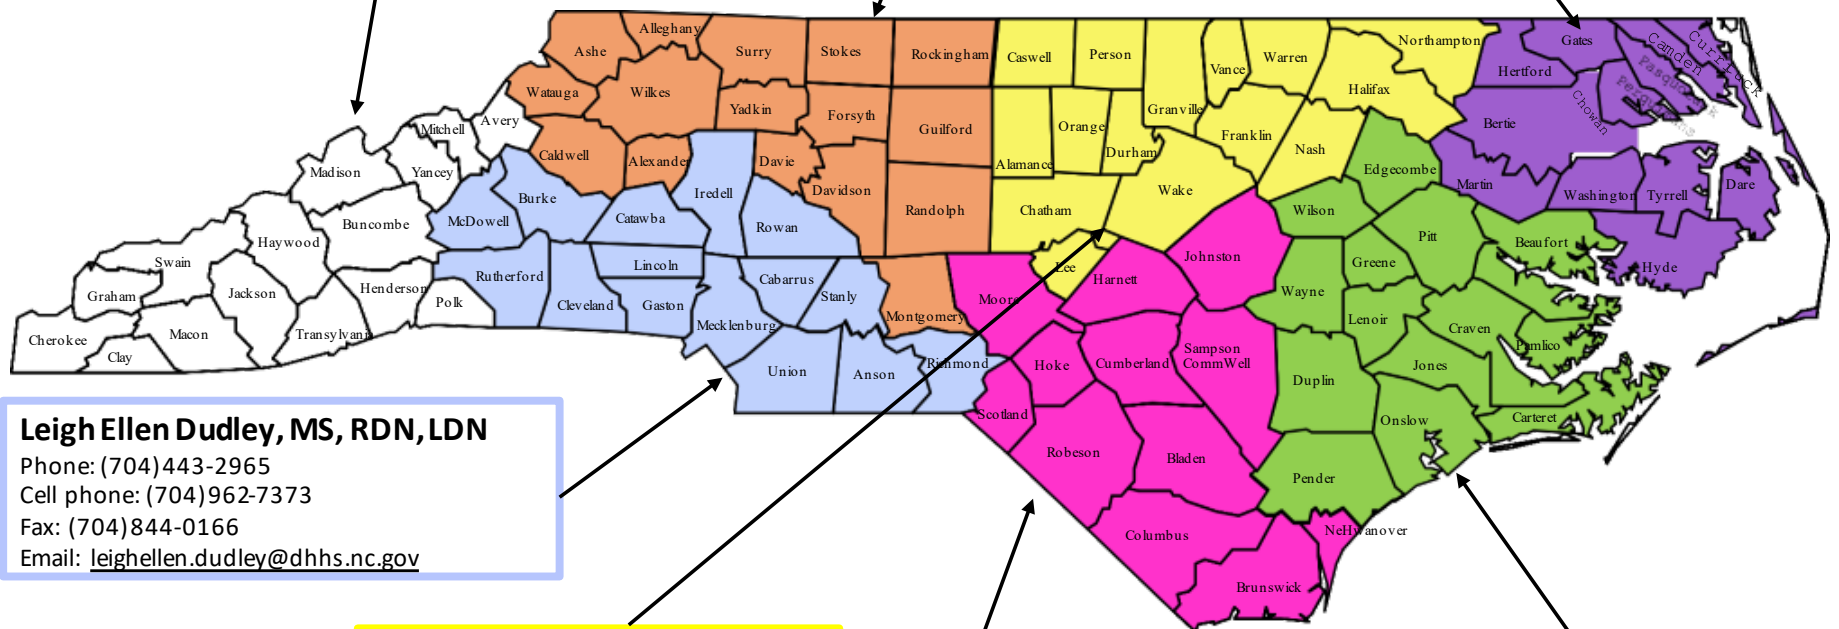 Alleghany
Ashe
Surry
Stokes
Rockingham
Caswell
Person
Vance
Warren
Northampton
Gates
Camden
Currituck
Hertford
Pasquotank
Perquimans
Chowan
Watauga
Wilkes
Yadkin
Forsyth
Guilford
Granville
Halifax
Bertie
Mitchell
Avery
Caldwell
Alexander
Davie
Orange
Durham
Franklin
Nash
Edgecombe
Madison
Yancey
Iredell
Davidson
Randolph
Alamance
Chatham
Wake
Wilson
Martin
Washington
Tyrrell
Dare
McDowell
Burke
Catawba
Rowan
Buncombe
Haywood
Swain
Rutherford
Lincoln
Cabarrus
Stanly
Lee
Harnett
Johnston
Greene
Pitt
Beaufort
Hyde
Graham
Jackson
Henderson
Polk
Cleveland
Gaston
Mecklenburg
Montgomery
Moore
Wayne
Lenoir
Craven
Pamlico
Cherokee
Clay
Macon
Transylvani
Union
Anson
Richmond
Hoke
Cumberland
Sampson
CommWell
Duplin
Jones
Scotland
Onslow
Carteret
Robeson
Bladen
Pender
Columbus
NeHwanover
Brunswick
Leigh Ellen Dudley, MS, RDN, LDN
Phone: (704)443-2965
Cell phone: (704)962-7373
Fax: (704)844-0166
Email: leighellen.dudley@dhhs.nc.gov